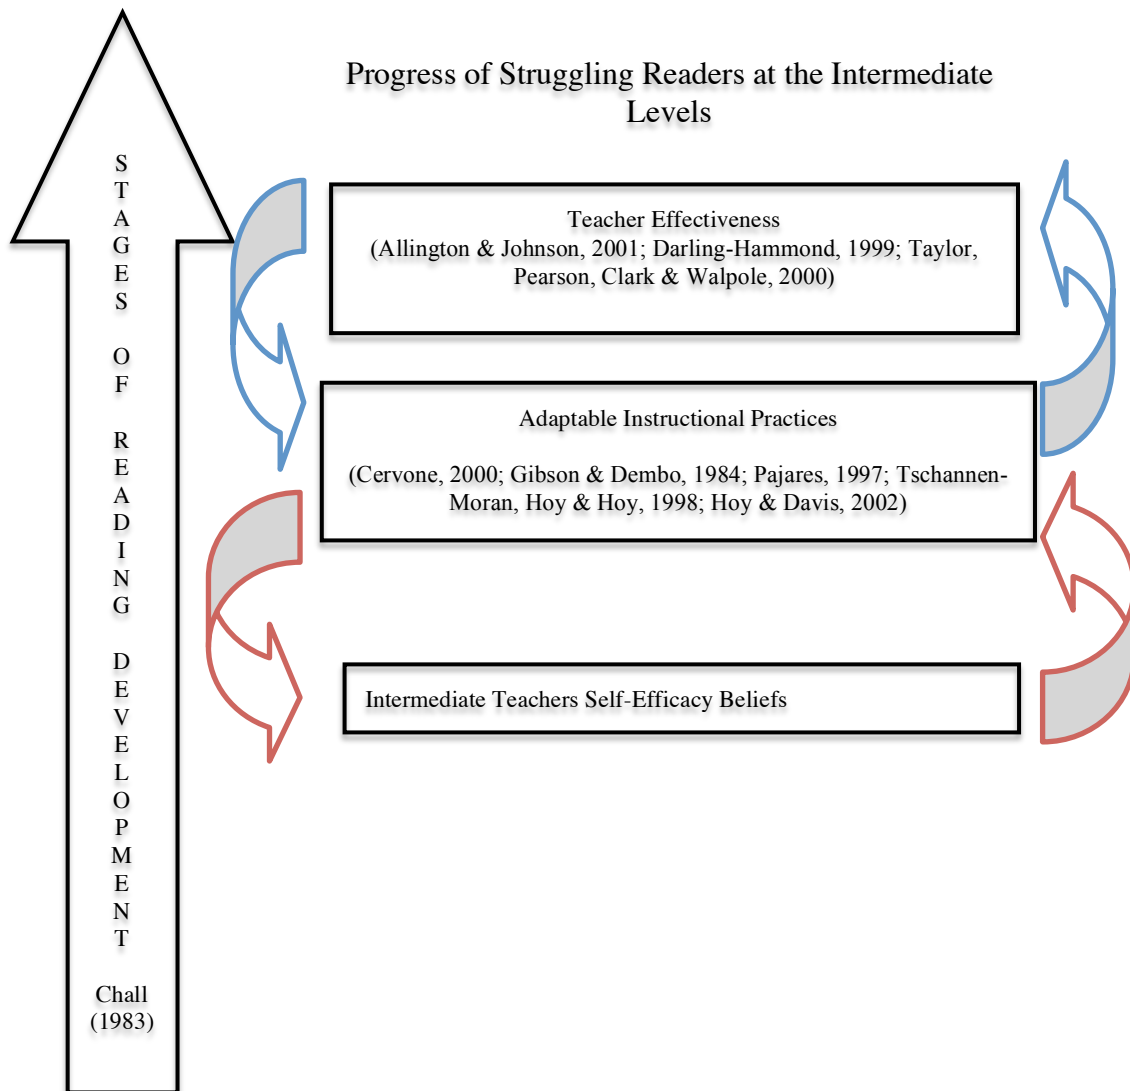 Progress of Struggling Readers at the Intermediate
Levels
S
T
A
G
E
S
O
F
R
E
A
D
I
N
G
D
E
V
E
L
O
P
M
E
N
T
Chall
(1983)
Teacher Effectiveness
(Allington & Johnson, 2001; Darling-Hammond, 1999; Taylor,
Pearson, Clark & Walpole, 2000)
Adaptable Instructional Practices
(Cervone, 2000; Gibson & Dembo, 1984; Pajares, 1997; Tschannen-
Moran, Hoy & Hoy, 1998; Hoy & Davis, 2002)
Intermediate Teachers Self-Efficacy Beliefs